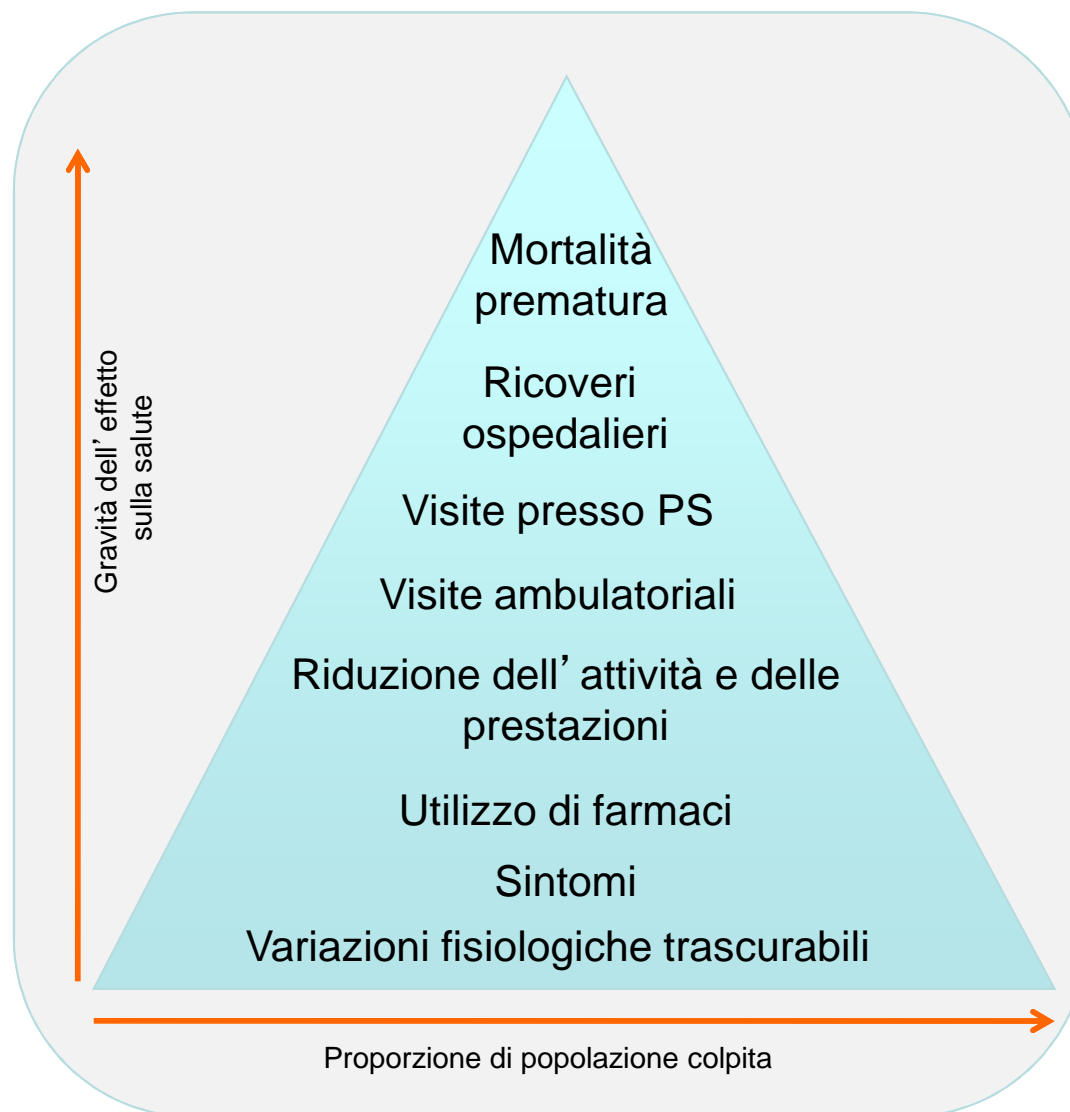 Mortalità
prematura
Ricoveri
ospedalieri
Visite presso PS
Visite ambulatoriali
Riduzione dell’ attività e delle
prestazioni
Utilizzo di farmaci
Sintomi
Variazioni fisiologiche trascurabili
Gravità dell’ effetto
sulla salute
Proporzione di popolazione colpita